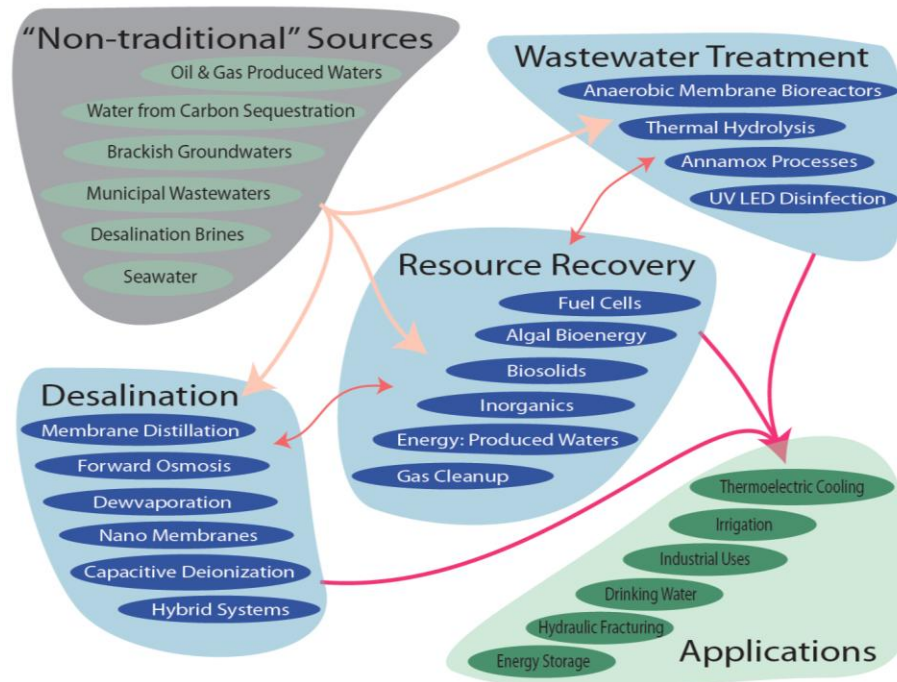 “Non-traditional” Sources
Oil & Gas Produced Waters
Water from Carbon Sequestration
Brackish Groundwaters
Municipal Wastewaters
Desalination Brines
Seawater
Wastewater Treatment
Anaerobic Membrane Bioreactors
Thermal Hydrolysis
Annamox Processes
UV LED Disinfection
Resource Recovery
Fuel Cells
Algal Bioenergy
Biosolids
Inorganics
Energy: Produced Waters
Gas Cleanup
Desalination
Membrane Distillation
Forward Osmosis
Dewvaporation
Nano Membranes
Capacitive Deionization
Hybrid Systems
Thermoelectric Cooling
Irrigation
Industrial Uses
Drinking Water
Hydraulic Fracturing
Energy Storage
Applications